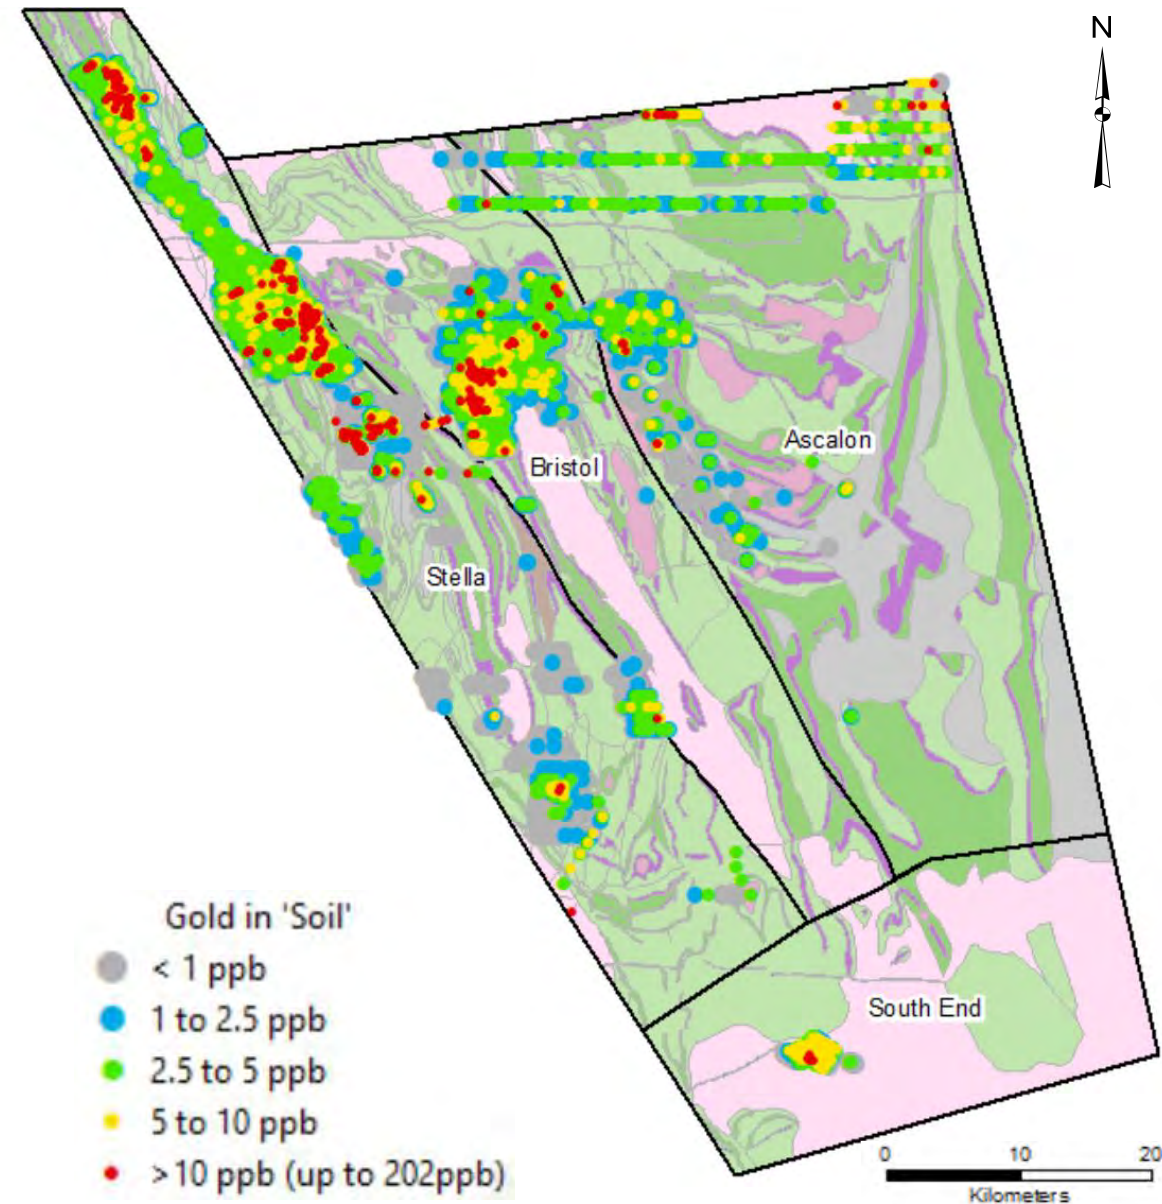 N
Ascalon
Bristol
Stella
Gold in 'Soil'
< 1 ppb
1 to 2.5 ppb
2.5 to 5 ppb
5 to 10 ppb
>10 ppb (up to 202ppb)
South End
0 10 20
Kilometers